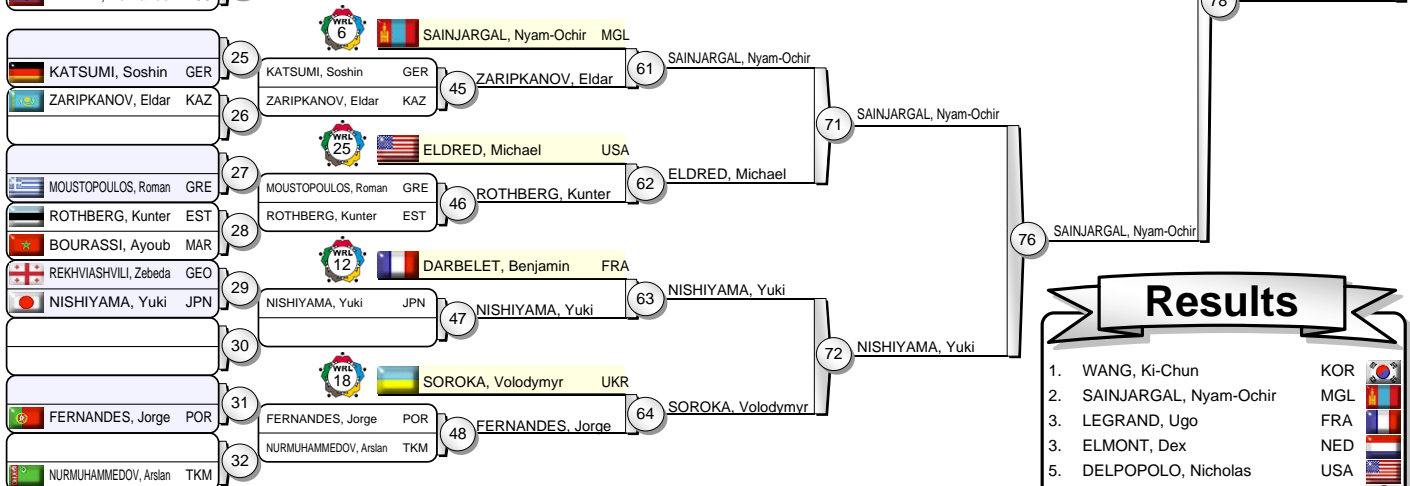 78
WRL
6
SAINJARGAL, Nyam-Ochir MGL
25
KATSUMI, Soshin GER
ZARIPKANOV, Eldar KAZ
26
KATSUMI, Soshin GER
ZARIPKANOV, Eldar KAZ
45
ZARIPKANOV, Eldar
61
SAINJARGAL, Nyam-Ochir
WRL
25
ELDRED, Michael USA
27
MOUSTOPOULOS, Roman GRE
ROTHBERG, Kunter EST
28
BOURASSI, Ayoub MAR
MOUSTOPOULOS, Roman GRE
ROTHBERG, Kunter EST
46
ROTHBERG, Kunter
62
ELDRED, Michael
71
SAINJARGAL, Nyam-Ochir
WRL
12
DARBELET, Benjamin FRA
REKHVIASHVILI, Zebeda GEO
29
NISHIYAMA, Yuki JPN
30
NISHIYAMA, Yuki JPN
47
NISHIYAMA, Yuki
63
NISHIYAMA, Yuki
WRL
18
SOROKA, Volodymyr UKR
31
FERNANDES, Jorge POR
32
NURMUHAMMEDOV, Arslan TKM
FERNANDES, Jorge POR
NURMUHAMMEDOV, Arslan TKM
48
FERNANDES, Jorge
64
SOROKA, Volodymyr
72
NISHIYAMA, Yuki
76
SAINJARGAL, Nyam-Ochir
Results
1. WANG, Ki-Chun KOR
2. SAINJARGAL, Nyam-Ochir MGL
3. LEGRAND, Ugo FRA
3. ELMONT, Dex NED
5. DELPOPOLO, Nicholas USA